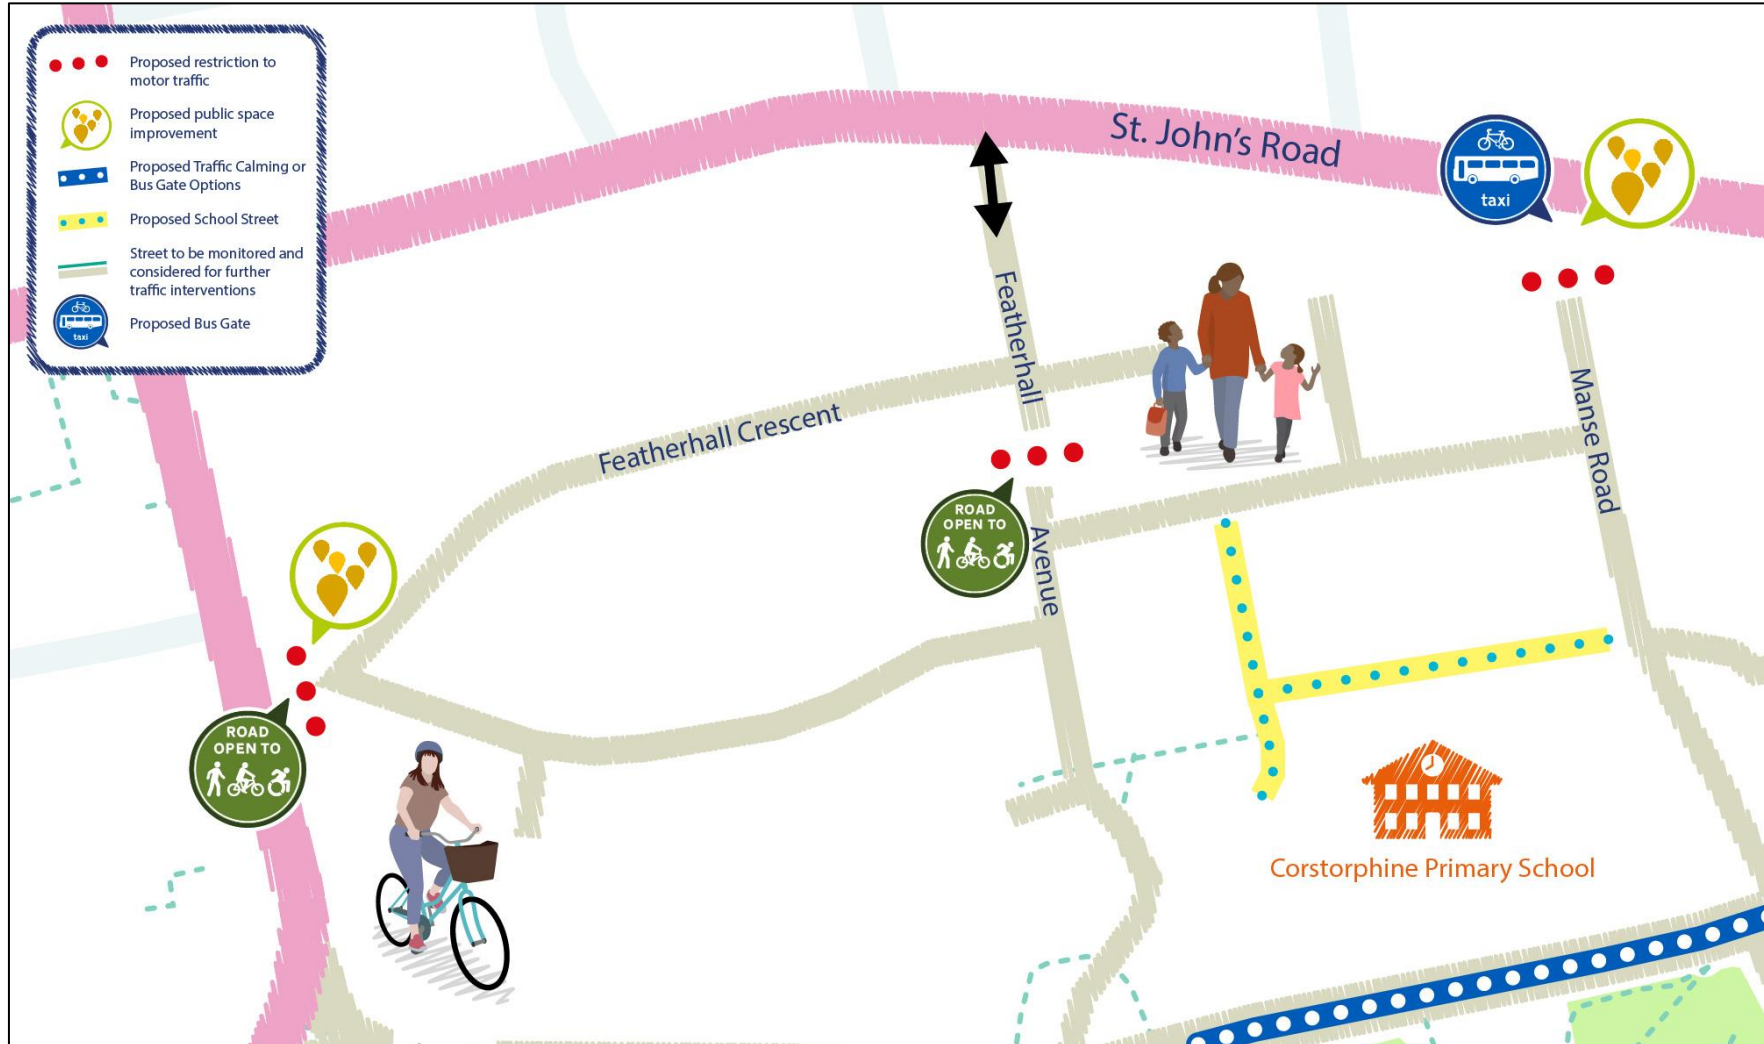 Proposed restriction to
motor traffic
Proposed public space
improvement
Proposed Traffic Calming or
Bus Gate Options
Proposed School Street
Street to be monitored and
considered for further
traffic interventions
taxi
Proposed Bus Gate
St. John's Road
taxi
Featherhall
Avenue
Featherhall Crescent
Manse Road
ROAD
OPEN TO
ROAD
OPEN TO
Corstorphine Primary School